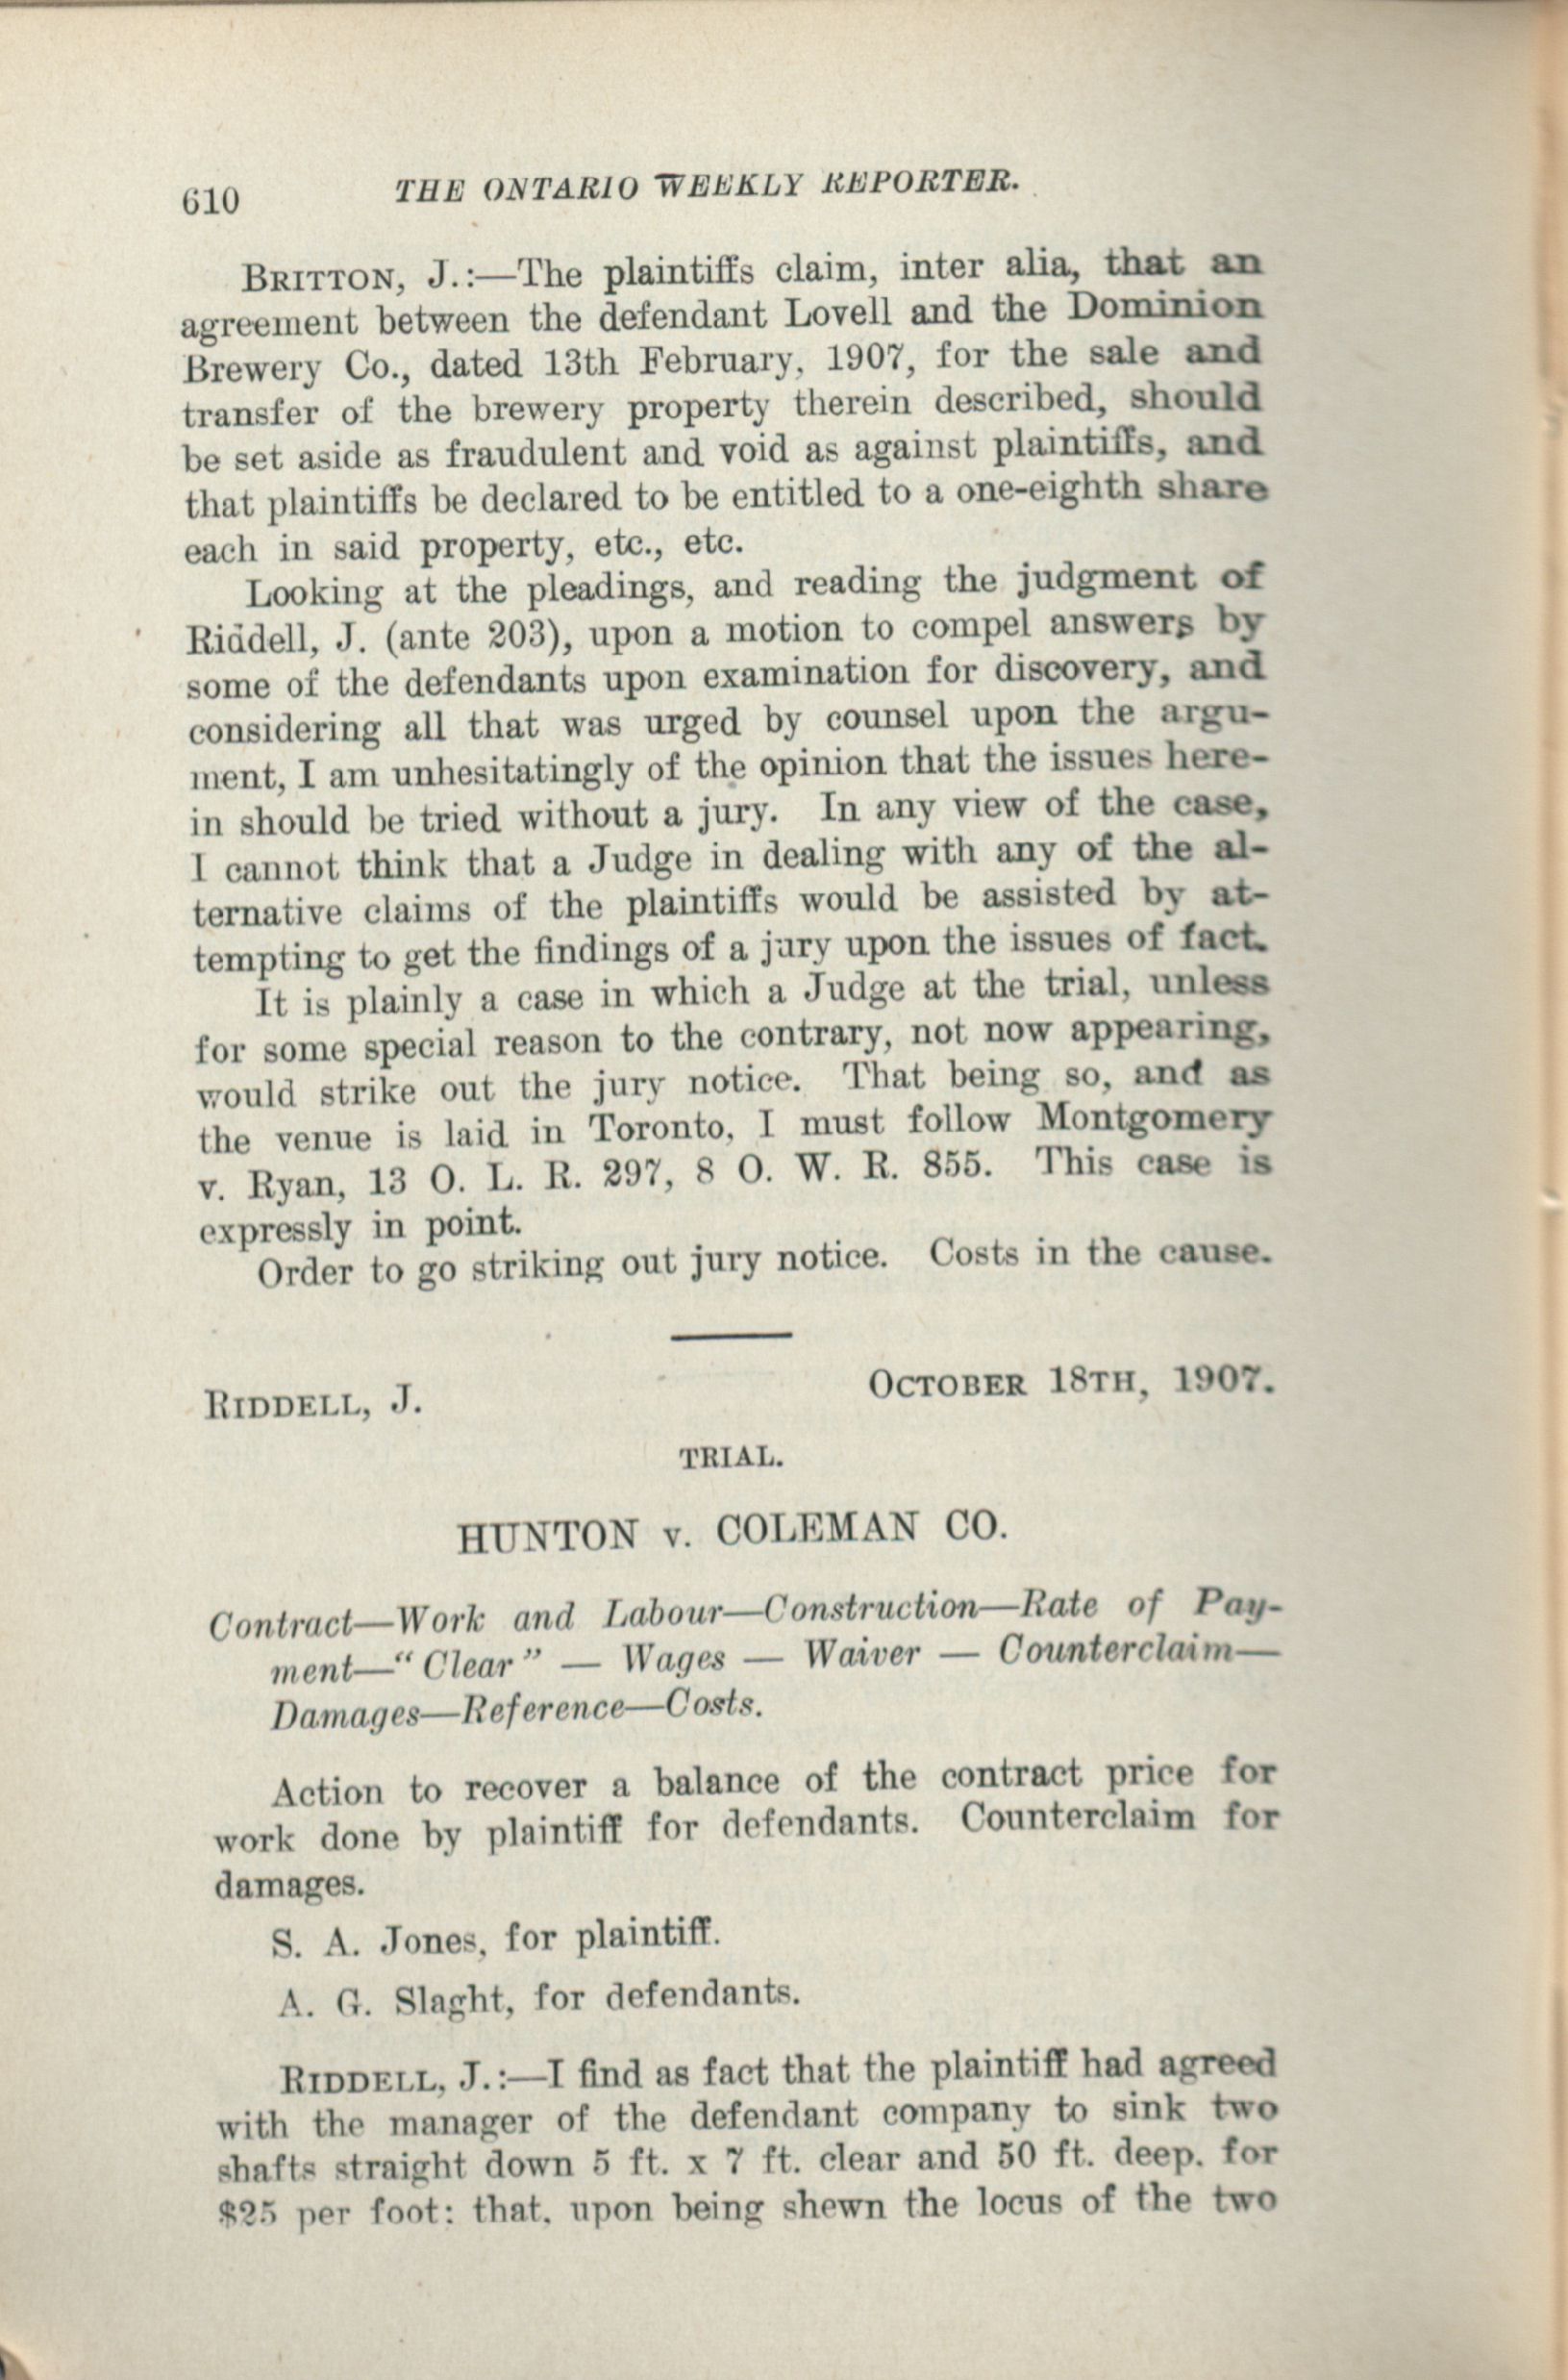 610
THE ONTARIO WEEKLY REPORTER.
BRITTON, J.:—The plaintiffs claim, inter alia, that an
agreement between the defendant Lovell and the Dominion
Brewery Co., dated 13th February, 1907, for the sale and
transfer of the brewery property therein described, should
be set aside as fraudulent and void as against plaintiffs, and
that plaintiffs be declared to be entitled to a one-eighth share
each in said property, etc., etc.
Looking at the pleadings, and reading the judgment of
Riddell, J. (ante 203), upon a motion to compel answers by
some of the defendants upon examination for discovery, and
considering all that was urged by counsel upon the argu-
ment, I am unhesitatingly of the opinion that the issues here-
in should be tried without a jury. In any view of the case,
I cannot think that a Judge in dealing with any of the al-
ternative claims of the plaintiffs would be assisted by at-
tempting to get the findings of a jury upon the issues of fact.
It is plainly a case in which a Judge at the trial, unless
for some special reason to the contrary, not now appearing,
would strike out the jury notice. That being so, and as
the venue is laid in Toronto, I must follow Montgomery
v. Ryan, 13 O. L. R. 297, 8 O. W. R. 855. This case is
expressly in point.
Order to go striking out jury notice. Costs in the cause.
RIDDELL, J.
OCTOBER 18TH, 1907.
TRIAL.
HUNTON v. COLEMAN CO.
Contract—Work and Labour—Construction—Rate of Pay-
ment—“Clear” — Wages — Waiver — Counterclaim—
Damages—Reference—Costs.
Action to recover a balance of the contract price for
work done by plaintiff for defendants. Counterclaim for
damages.
S. A. Jones, for plaintiff.
A. G. Slaght, for defendants.
RIDDELL, J.:—I find as fact that the plaintiff had agreed
with the manager of the defendant company to sink two
shafts straight down 5 ft. x 7 ft. clear and 50 ft. deep. for
$25 per foot: that, upon being shewn the locus of the two